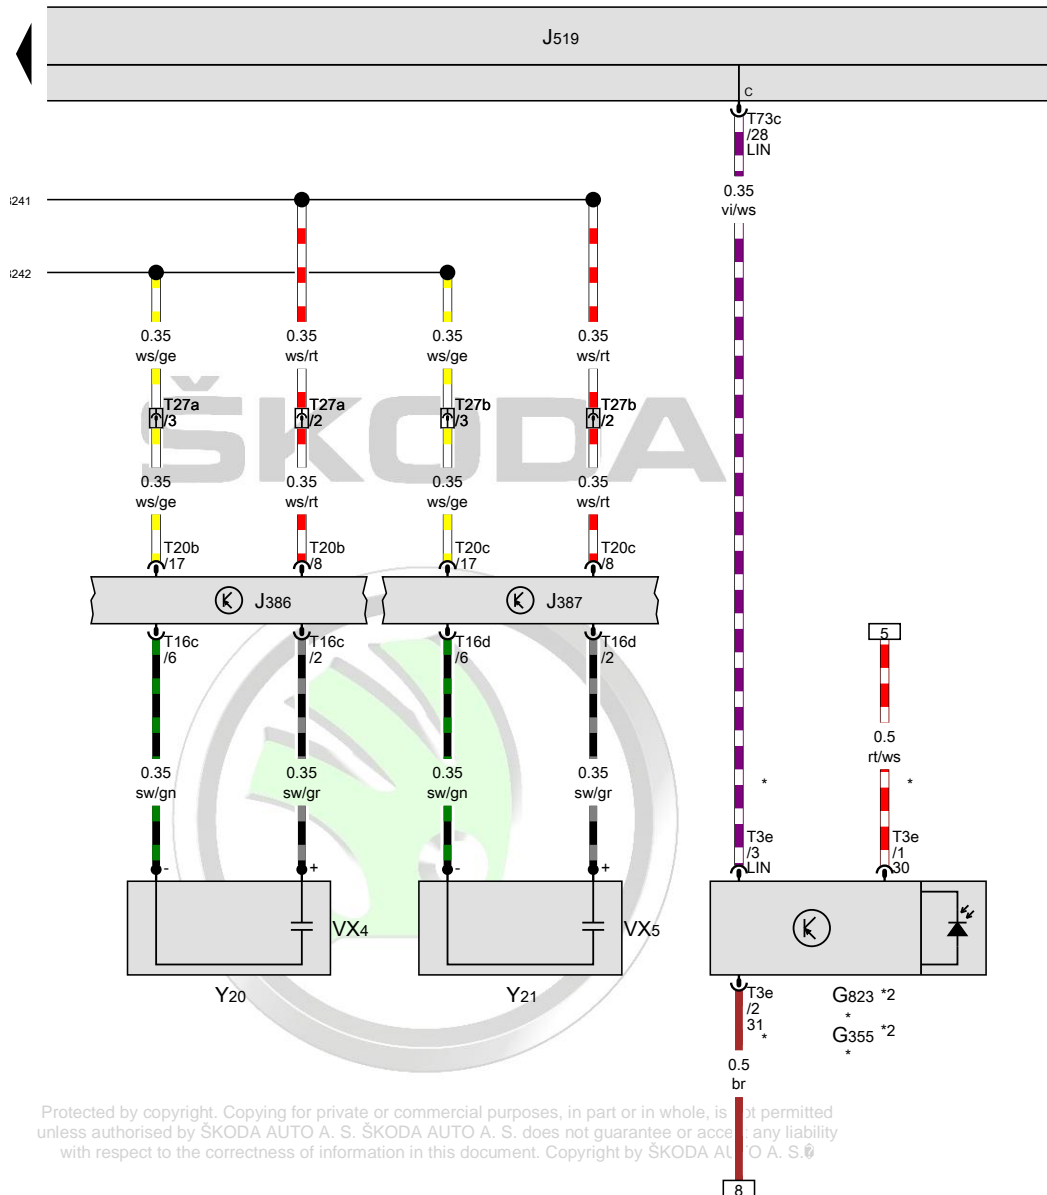 J519
C
T73c
/28
LIN
0.35
vi/ws
241
242
0.35 0.35 0.35 0.35
ws/ge ws/rt ws/ge ws/rt
T27a T27a T27b T27b
/3 /2 /3 /2
ŠKODA
0.35 0.35 0.35 0.35
ws/ge ws/rt ws/ge ws/rt
T20b T20b T20c T20c
/17 /8 /17 /8
J386 J387
T16c T16c T16d T16d
/6 /2 /6 /2
5
0.5
rt/ws
0.35 0.35 0.35 0.35
sw/gn sw/gr sw/gn sw/gr
* *
T3e T3e
/3 /1
LIN 30
- + - +
VX4 VX5
Y20 Y21
T3e
/2
31
*
G823 *2
*
G355 *2
*
0.5
br
Protected by copyright. Copying for private or commercial purposes, in part or in whole, is not permitted
unless authorised by ŠKODA AUTO A. S. ŠKODA AUTO A. S. does not guarantee or accept any liability
with respect to the correctness of information in this document. Copyright by ŠKODA AUTO A. S.�
8